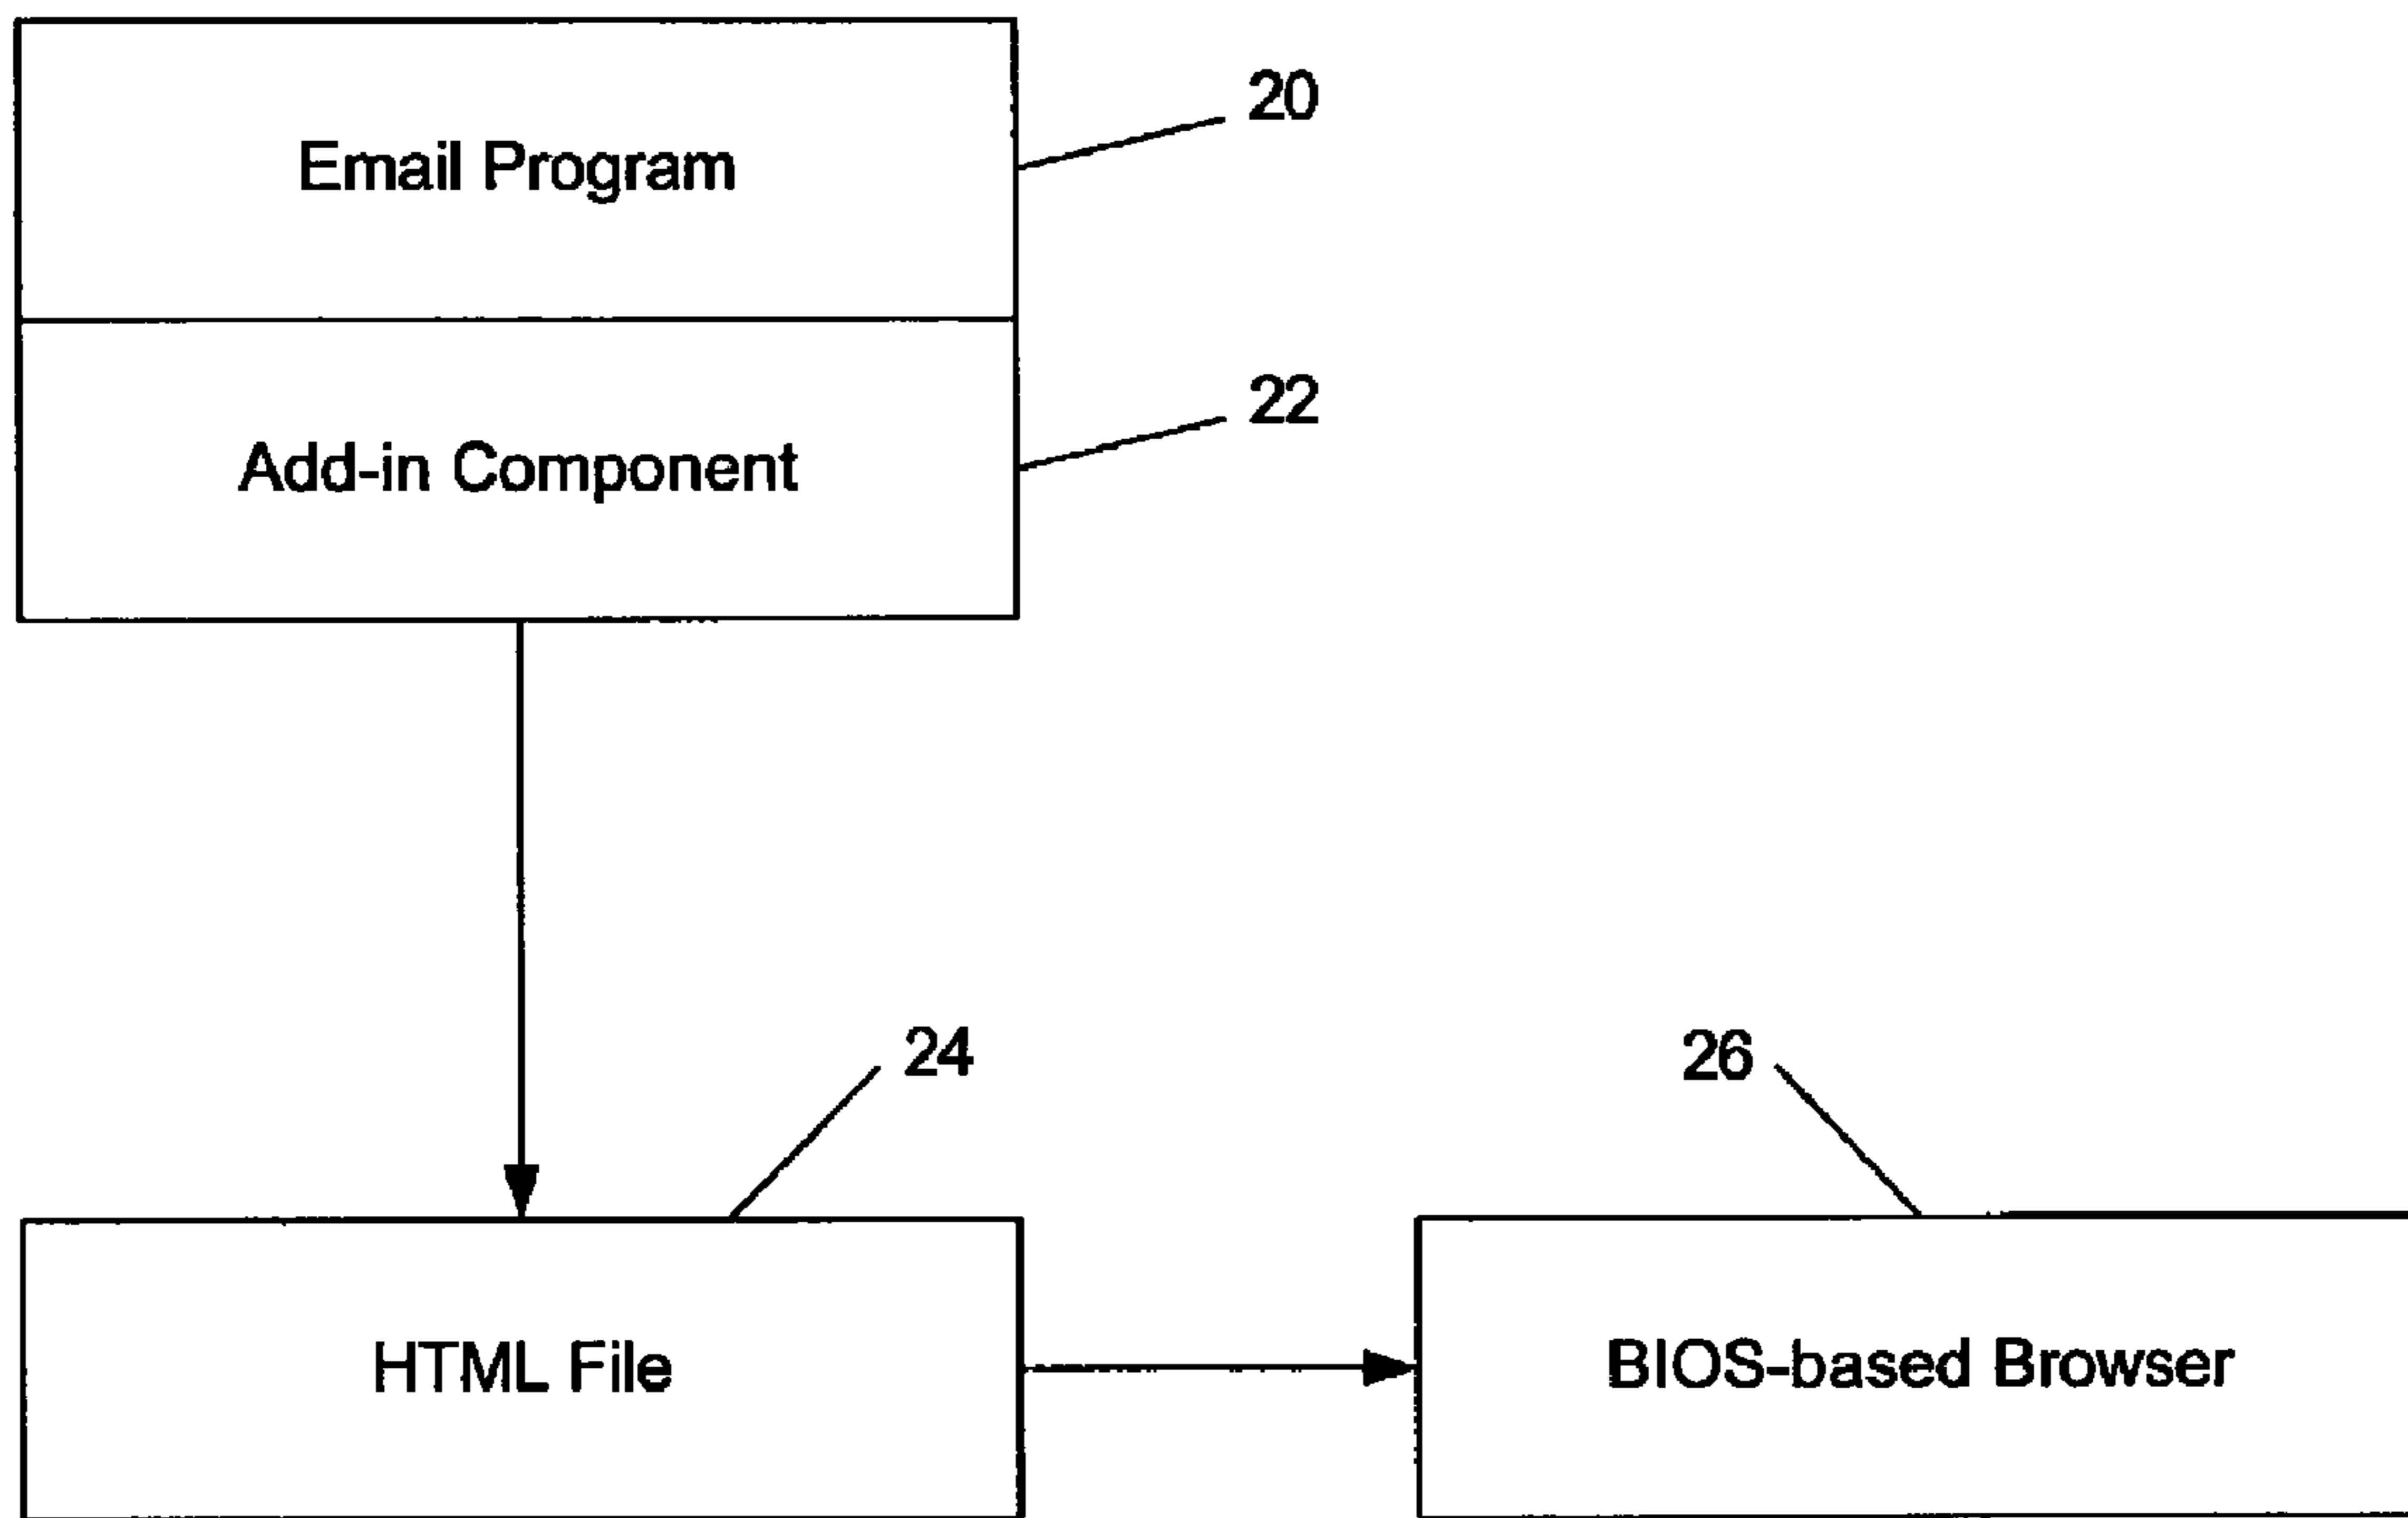 20
Email Program
22
Add-in Component
24
26
HTML File
BIOS-based Browser